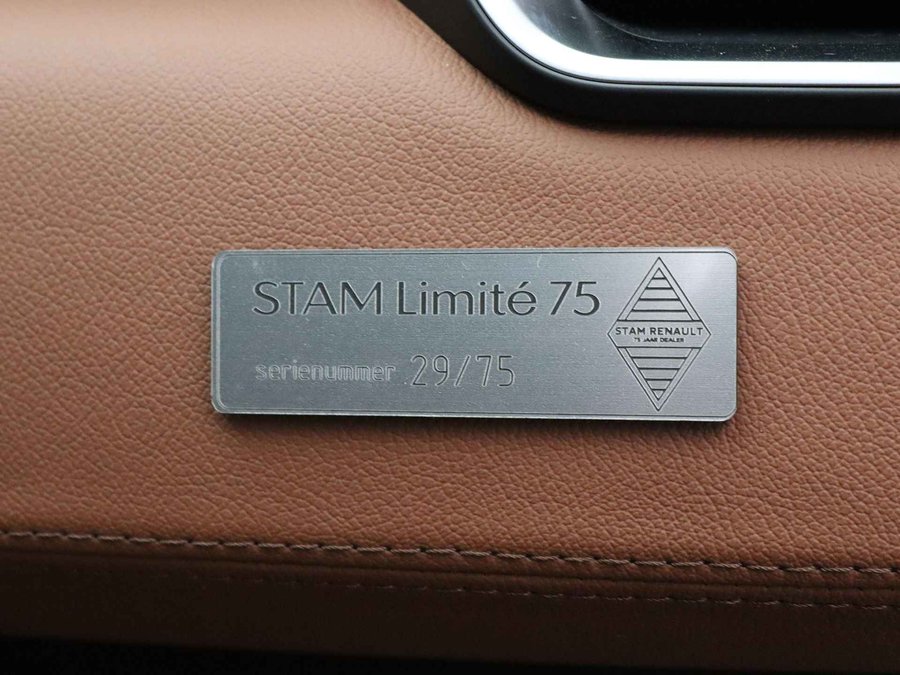 STAM Limité 75
serienummer 29/75
STAM RENAULT
75 JAAR DEALER